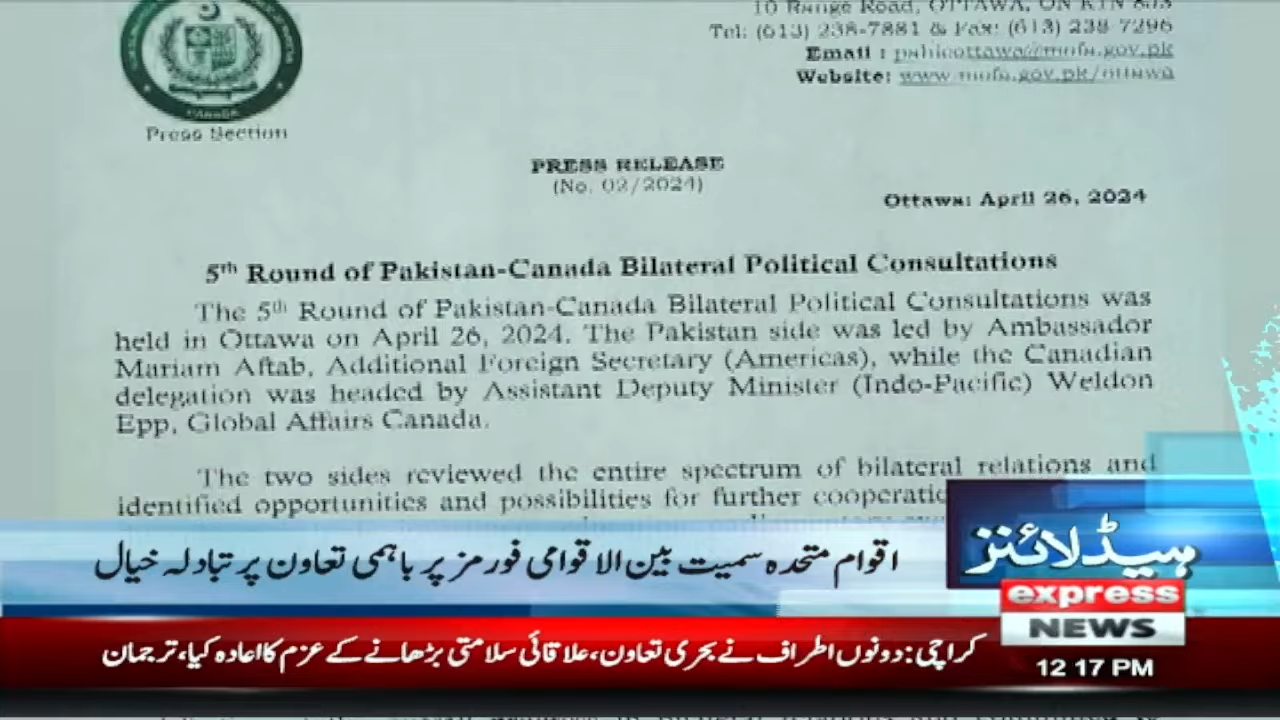 10 Range Road, OTTAWA, ON K1N 8J3
Tel: (613) 238-7881 & Fax: (613) 238-7296
Email : pahicottawa@mofa.gov.pk
Website: www.mofa.gov.pk/ottawa
CANADA
Press Section
PRESS RELEASE
(No. 02/2024)
Ottawa: April 26, 2024
5th Round of Pakistan-Canada Bilateral Political Consultations
The 5th Round of Pakistan-Canada Bilateral Political Consultations was
held in Ottawa on April 26, 2024. The Pakistan side was led by Ambassador
Mariam Aftab, Additional Foreign Secretary (Americas), while the Canadian
delegation was headed by Assistant Deputy Minister (Indo-Pacific) Weldon
Epp, Global Affairs Canada.
The two sides reviewed the entire spectrum of bilateral relations and
identified opportunities and possibilities for further
ہیڈلائنز
اقوام متحدہ سمیت بین الاقوامی فورمز پر باہمی تعاون پر تبادلہ خیال
express
NEWS
کراچی: دونوں اطراف نے بحری تعاون، علاقائی سلامتی بڑھانے کے عزم کا اعادہ کیا، ترجمان
12 17 PM